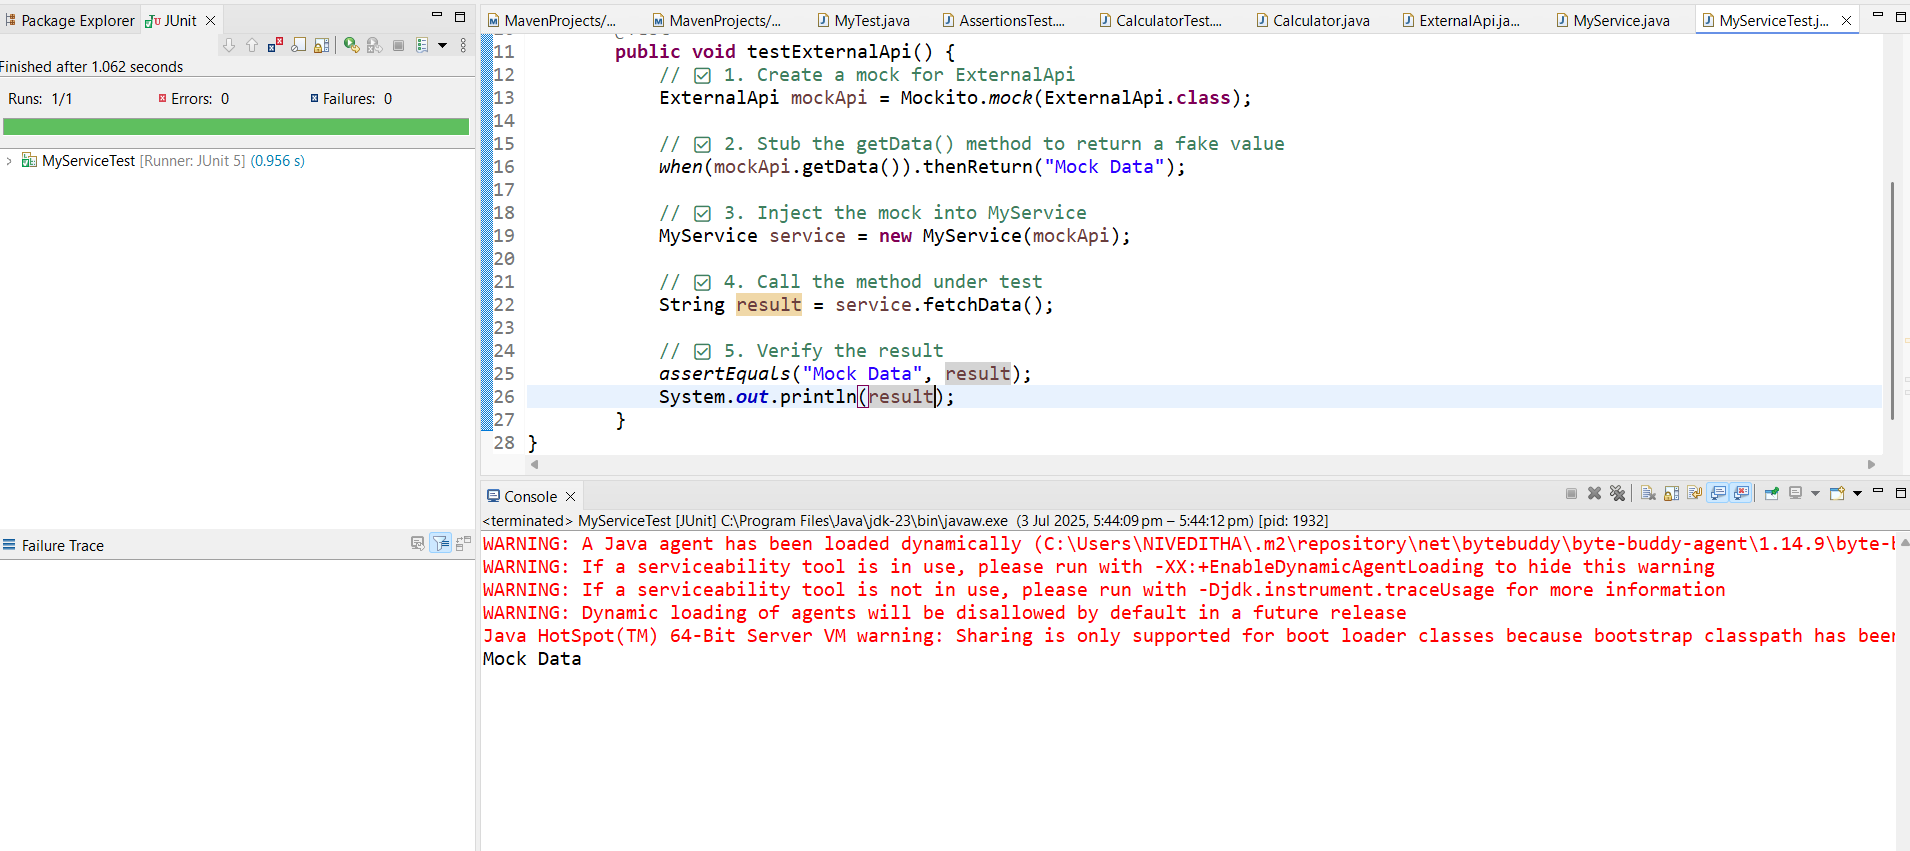 Package Explorer
JUnit
Finished after 1.062 seconds
Runs: 1/1
Errors: 0
Failures: 0
MyServiceTest [Runner: JUnit 5] (0.956 s)
Failure Trace
MavenProjects/...
MavenProjects/...
MyTest.java
AssertionsTest....
CalculatorTest....
Calculator.java
ExternalApi.ja...
MyService.java
MyServiceTest.j...
11 public void testExternalApi() {
12 // ☑ 1. Create a mock for ExternalApi
13 ExternalApi mockApi = Mockito.mock(ExternalApi.class);
14
15 // ☑ 2. Stub the getData() method to return a fake value
16 when(mockApi.getData()).thenReturn("Mock Data");
17
18 // ☑ 3. Inject the mock into MyService
19 MyService service = new MyService(mockApi);
20
21 // ☑ 4. Call the method under test
22 String result = service.fetchData();
23
24 // ☑ 5. Verify the result
25 assertEquals("Mock Data", result);
26 System.out.println(result);
27 }
28 }
Console
<terminated> MyServiceTest [JUnit] C:\Program Files\Java\jdk-23\bin\javaw.exe (3 Jul 2025, 5:44:09 pm – 5:44:12 pm) [pid: 1932]
WARNING: A Java agent has been loaded dynamically (C:\Users\NIVEDITHA\.m2\repository\net\bytebuddy\byte-buddy-agent\1.14.9\byte-b
WARNING: If a serviceability tool is in use, please run with -XX:+EnableDynamicAgentLoading to hide this warning
WARNING: If a serviceability tool is not in use, please run with -Djdk.instrument.traceUsage for more information
WARNING: Dynamic loading of agents will be disallowed by default in a future release
Java HotSpot(TM) 64-Bit Server VM warning: Sharing is only supported for boot loader classes because bootstrap classpath has been
Mock Data